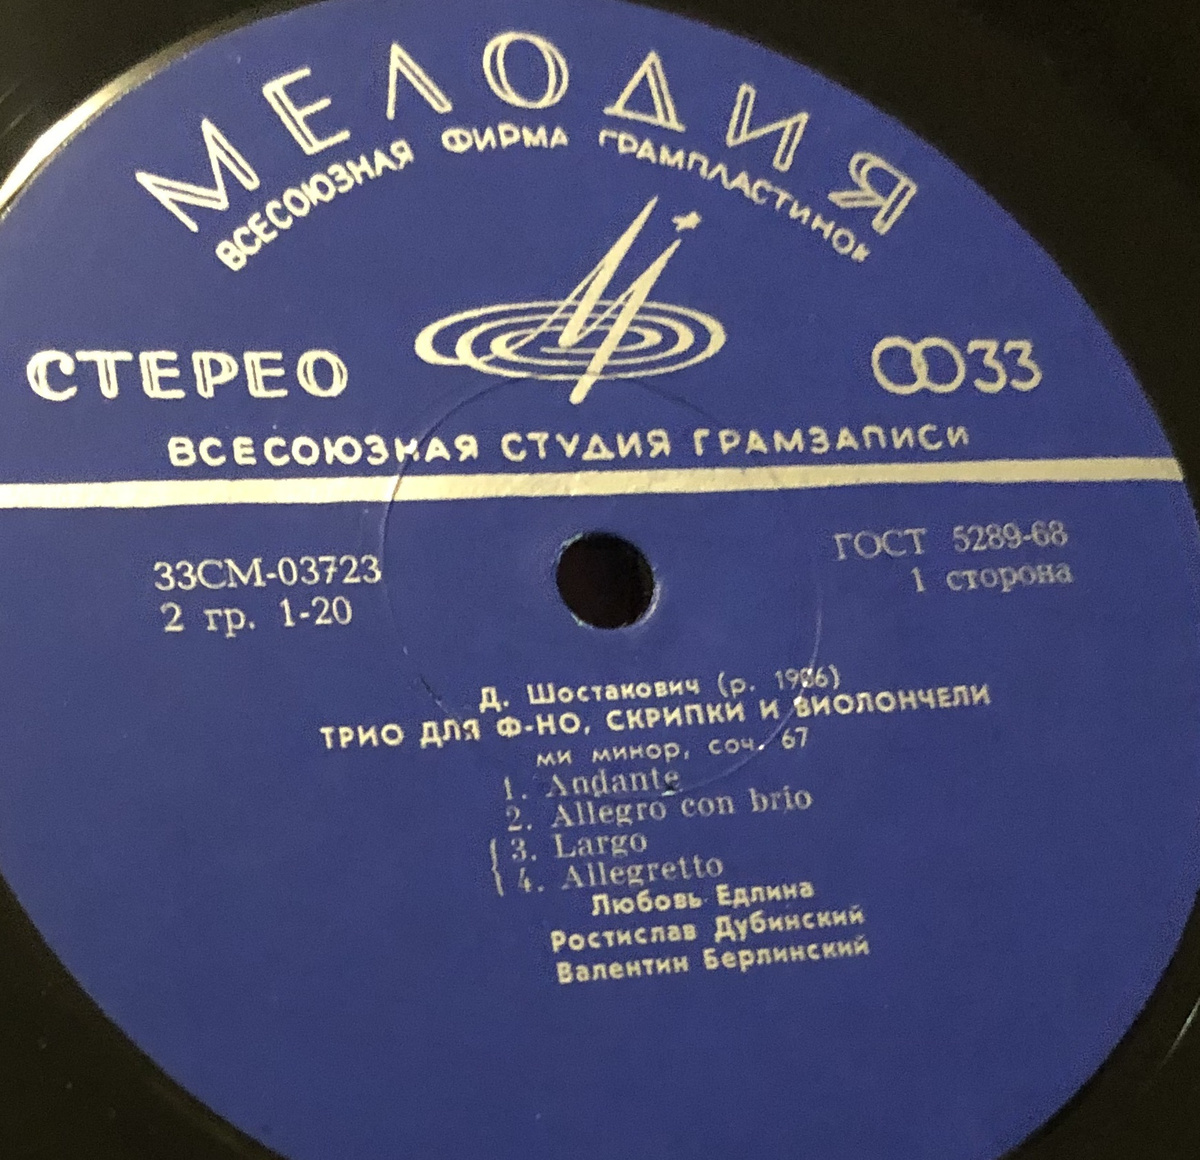 МЕЛОДИЯ
ВСЕСОЮЗНАЯ ФИРМА ГРАМПЛАСТИНОК
СТЕРЕО
33
ВСЕСОЮЗНАЯ СТУДИЯ ГРАМЗАПИСИ
33СМ-03723
2 гр. 1-20
ГОСТ 5289-68
1 сторона
Д. Шостакович (р. 1906)
ТРИО ДЛЯ Ф-НО, СКРИПКИ И ВИОЛОНЧЕЛИ
ми минор, соч. 67
1. Andante
2. Allegro con brio
3. Largo
4. Allegretto
Любовь Едлина
Ростислав Дубинский
Валентин Берлинский